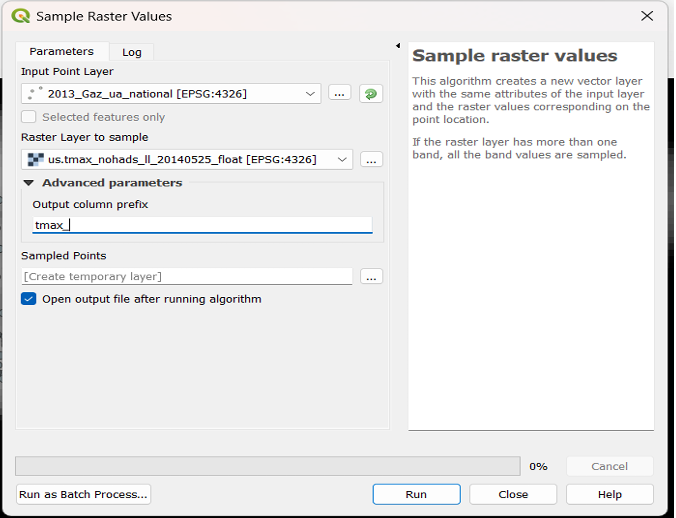 Sample Raster Values
Parameters
Log
Input Point Layer
2013_Gaz_ua_national [EPSG:4326]
...
Selected features only
Raster Layer to sample
us.tmax_nohads_ll_20140525_float [EPSG:4326]
...
Advanced parameters
Output column prefix
tmax_
Sampled Points
[Create temporary layer]
...
Open output file after running algorithm
Sample raster values
This algorithm creates a new vector layer
with the same attributes of the input layer
and the raster values corresponding on the
point location.
If the raster layer has more than one
band, all the band values are sampled.
0%
Cancel
Run as Batch Process...
Run
Close
Help